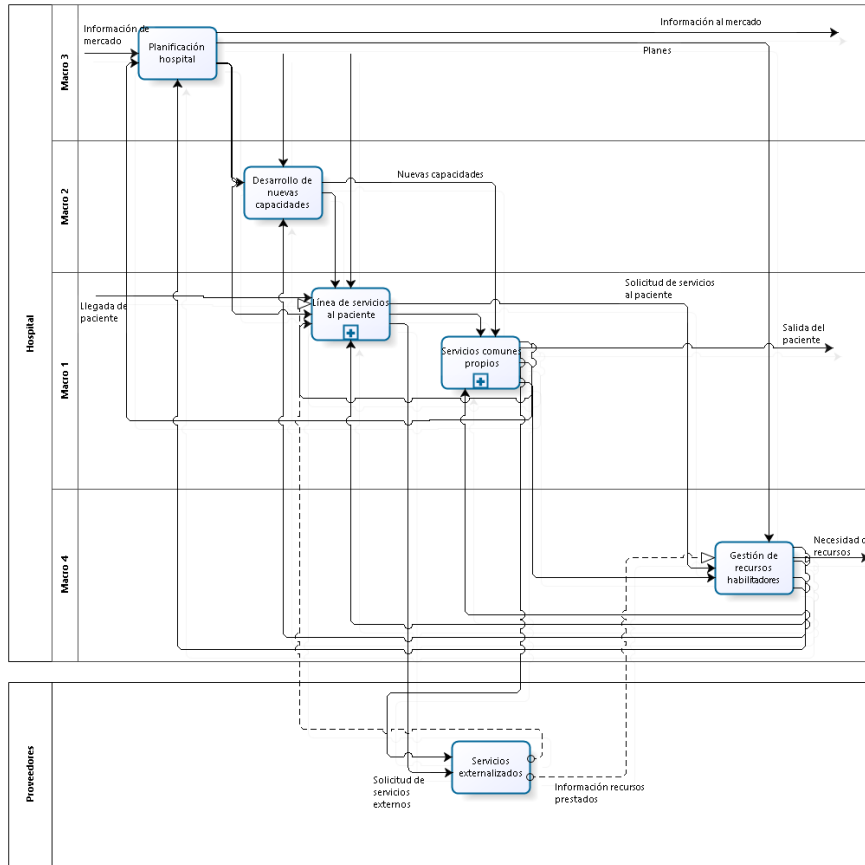 Hospital
Macro 3
Información de
mercado
Planificación
hospital
Información al mercado
Planes
Macro 2
Desarrollo de
nuevas
capacidades
Nuevas capacidades
Macro 1
Llegada de
paciente
Línea de servicios
al paciente
Solicitud de servicios
al paciente
Servicios comunes
propios
Salida del
paciente
Macro 4
Gestión de
recursos
habilitadores
Necesidad d
recursos
Proveedores
Servicios
externalizados
Solicitud de
servicios
externos
Información recursos
prestados